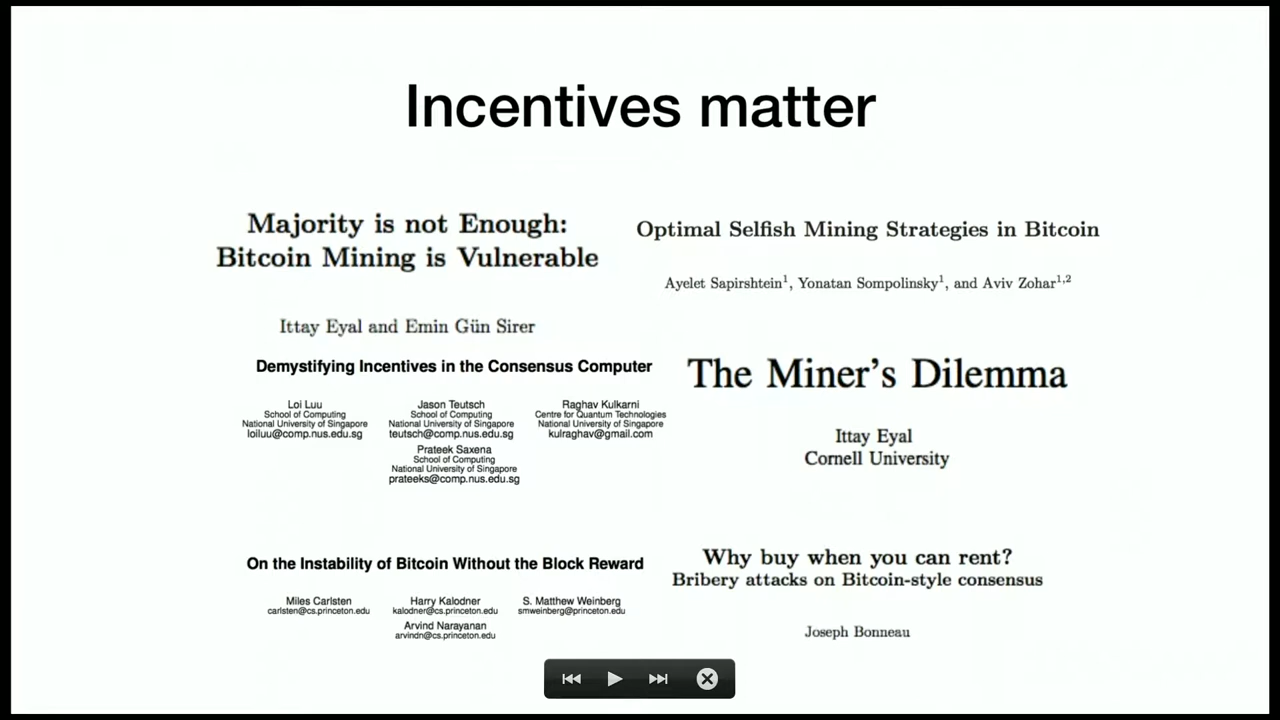 Incentives matter
Majority is not Enough:
Bitcoin Mining is Vulnerable
Ittay Eyal and Emin Gün Sirer
Optimal Selfish Mining Strategies in Bitcoin
Ayelet Sapirshtein1, Yonatan Sompolinsky1, and Aviv Zohar1,2
Demystifying Incentives in the Consensus Computer
Loi Luu
School of Computing
National University of Singapore
loiluu@comp.nus.edu.sg
Jason Teutsch
School of Computing
National University of Singapore
teutsch@comp.nus.edu.sg
Raghav Kulkarni
Centre for Quantum Technologies
National University of Singapore
kulraghav@gmail.com
Prateek Saxena
School of Computing
National University of Singapore
prateeks@comp.nus.edu.sg
The Miner's Dilemma
Ittay Eyal
Cornell University
On the Instability of Bitcoin Without the Block Reward
Miles Carlsten
carlsten@cs.princeton.edu
Harry Kalodner
kalodner@cs.princeton.edu
S. Matthew Weinberg
smweinberg@princeton.edu
Arvind Narayanan
arvindn@cs.princeton.edu
Why buy when you can rent?
Bribery attacks on Bitcoin-style consensus
Joseph Bonneau